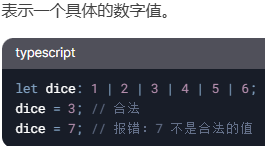 表示一个具体的数字值。
typescript
let dice: 1 | 2 | 3 | 4 | 5 | 6;
dice = 3; // 合法
dice = 7; // 报错：7 不是合法的值